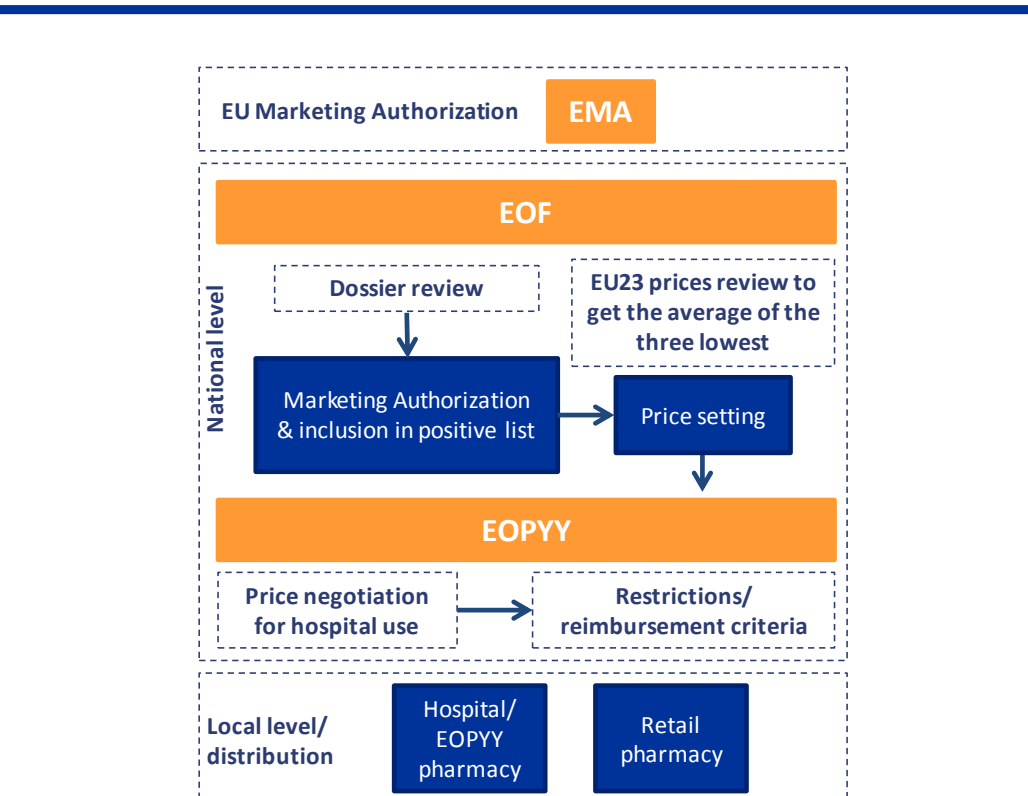 EU Marketing Authorization
EMA
EOF
National level
Dossier review
EU23 prices review to
get the average of the
three lowest
Marketing Authorization
& inclusion in positive list
Price setting
EOPYY
Price negotiation
for hospital use
Restrictions/
reimbursement criteria
Local level/
distribution
Hospital/
EOPYY
pharmacy
Retail
pharmacy